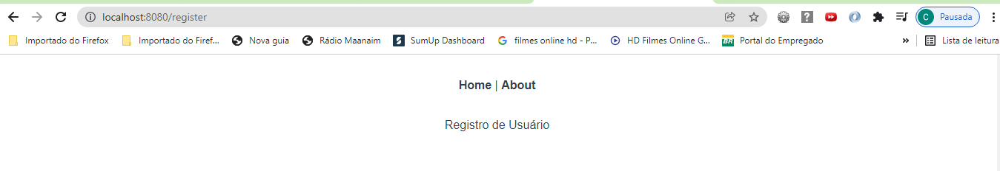 localhost:8080/register
C Pausada
Importado do Firefox Importado do Firef... Nova guia Rádio Maanaim SumUp Dashboard filmes online hd - P... HD Filmes Online G... BR Portal do Empregado » Lista de leitura
Home | About
Registro de Usuário